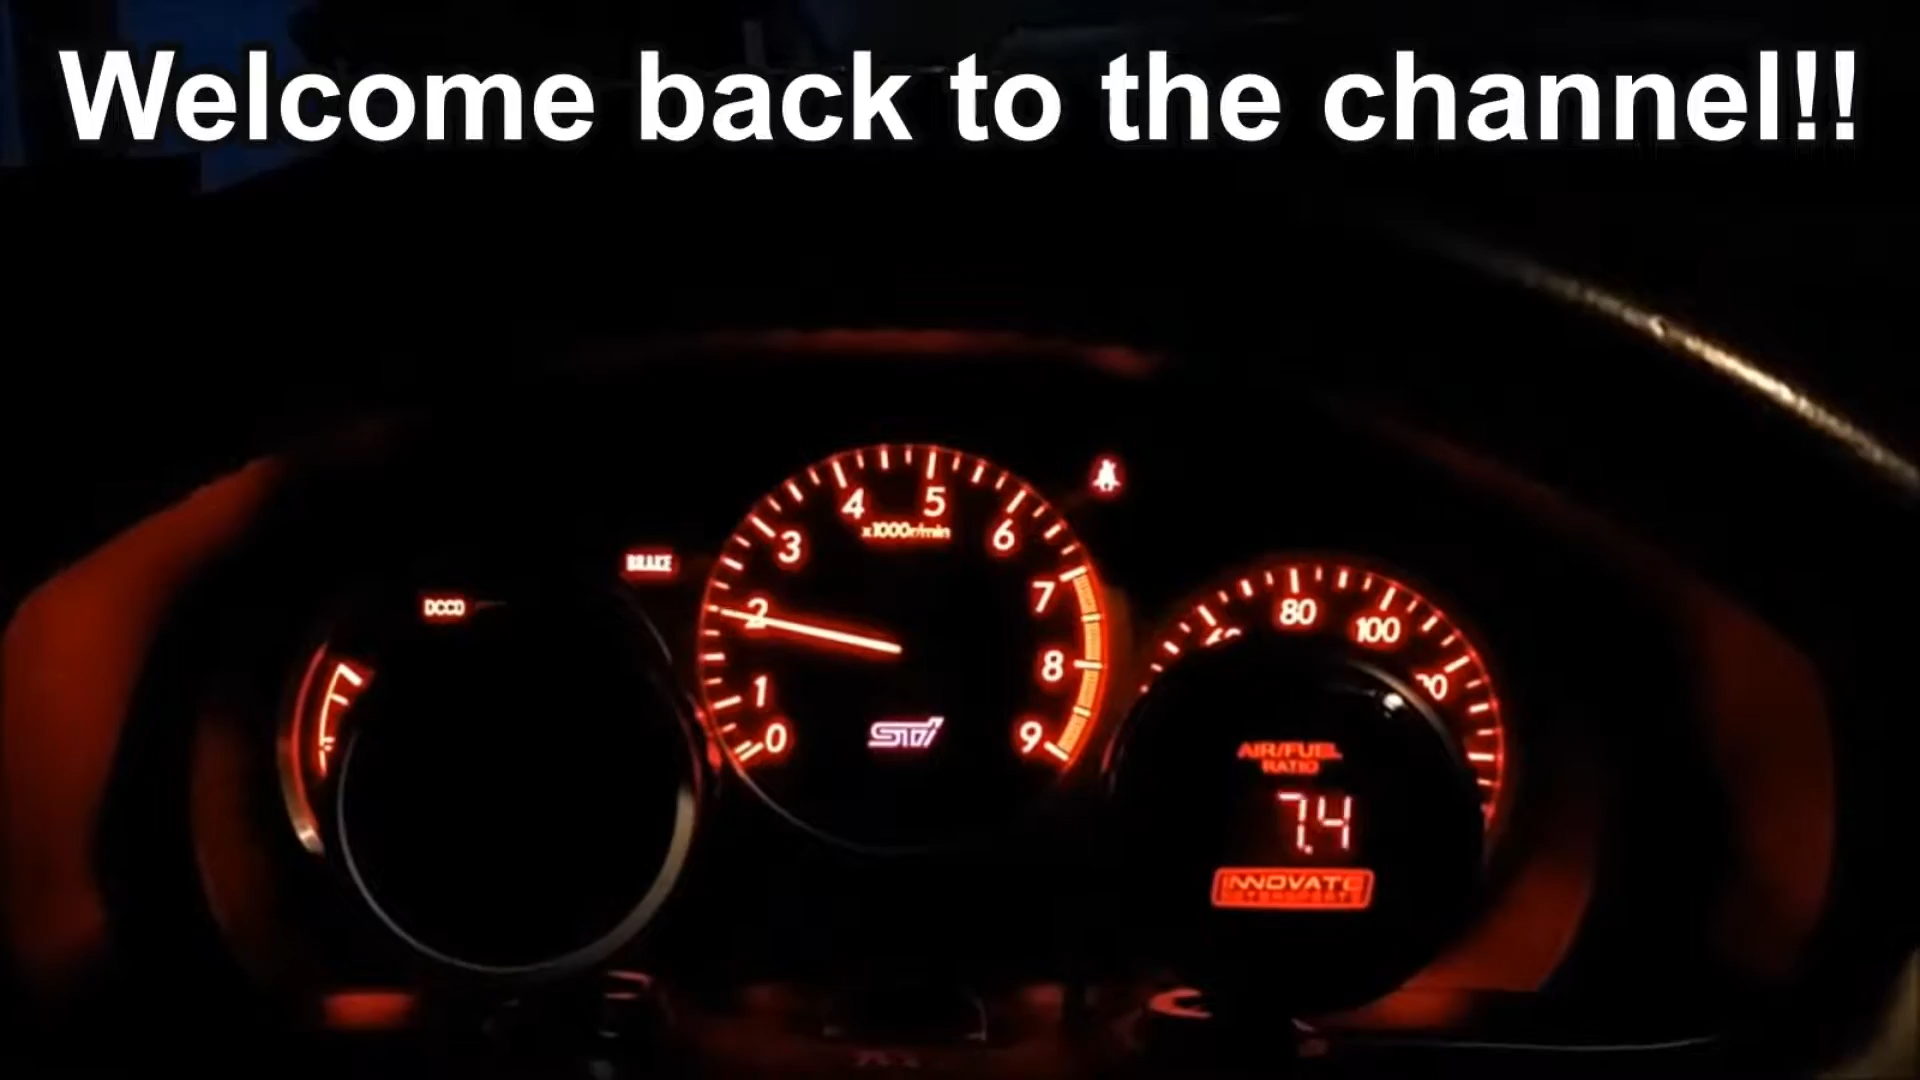 Welcome back to the channel!!
4 5
x1000r/min
3 6
BRAKE
2 7
DCCD
80 100
1 8
0 STI 9
AIR/FUEL
RATIO
7.4
INNOVATE